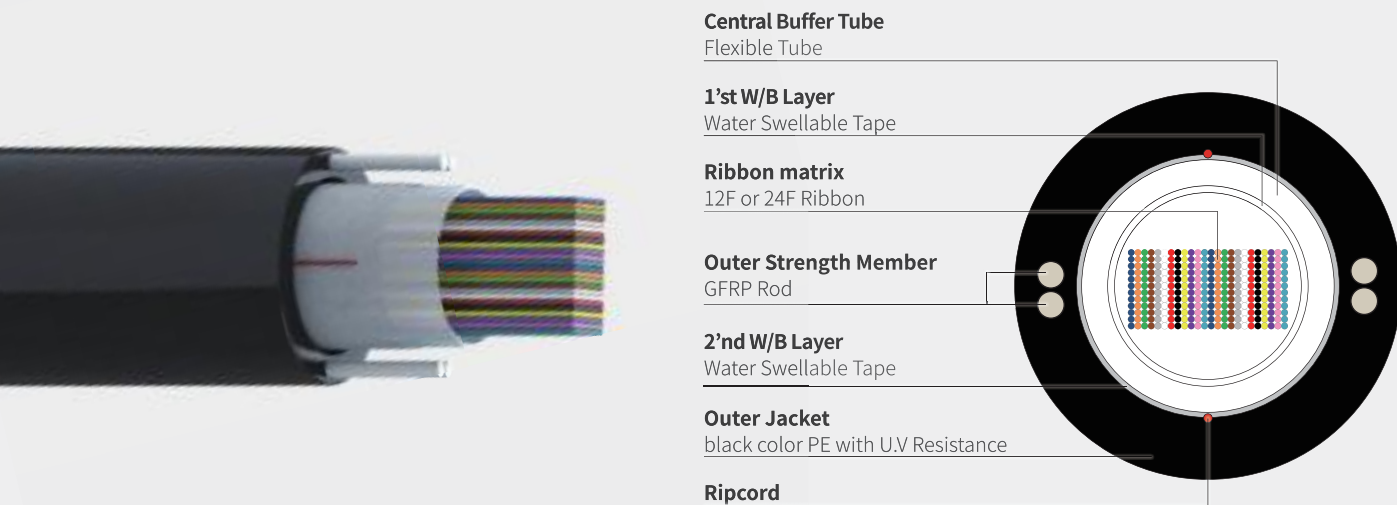 Central Buffer Tube
Flexible Tube
1'st W/B Layer
Water Swellable Tape
Ribbon matrix
12F or 24F Ribbon
Outer Strength Member
GFRP Rod
2'nd W/B Layer
Water Swellable Tape
Outer Jacket
black color PE with U.V Resistance
Ripcord